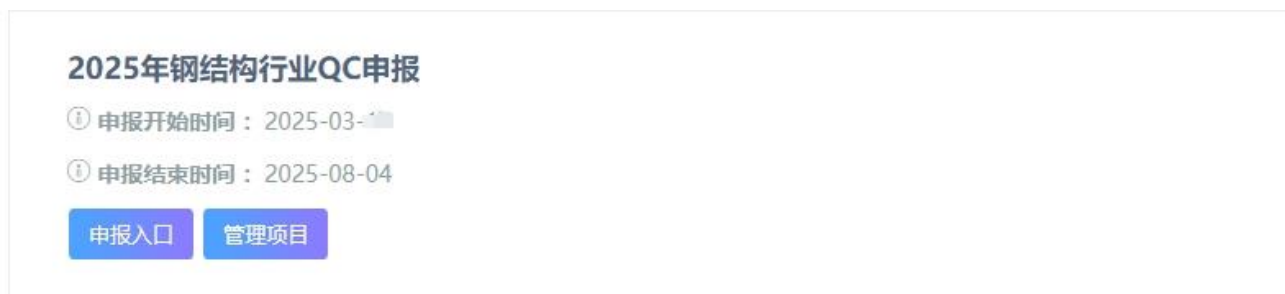 2025年钢结构行业QC申报
申报开始时间： 2025-03-
申报结束时间： 2025-08-04
申报入口 管理项目